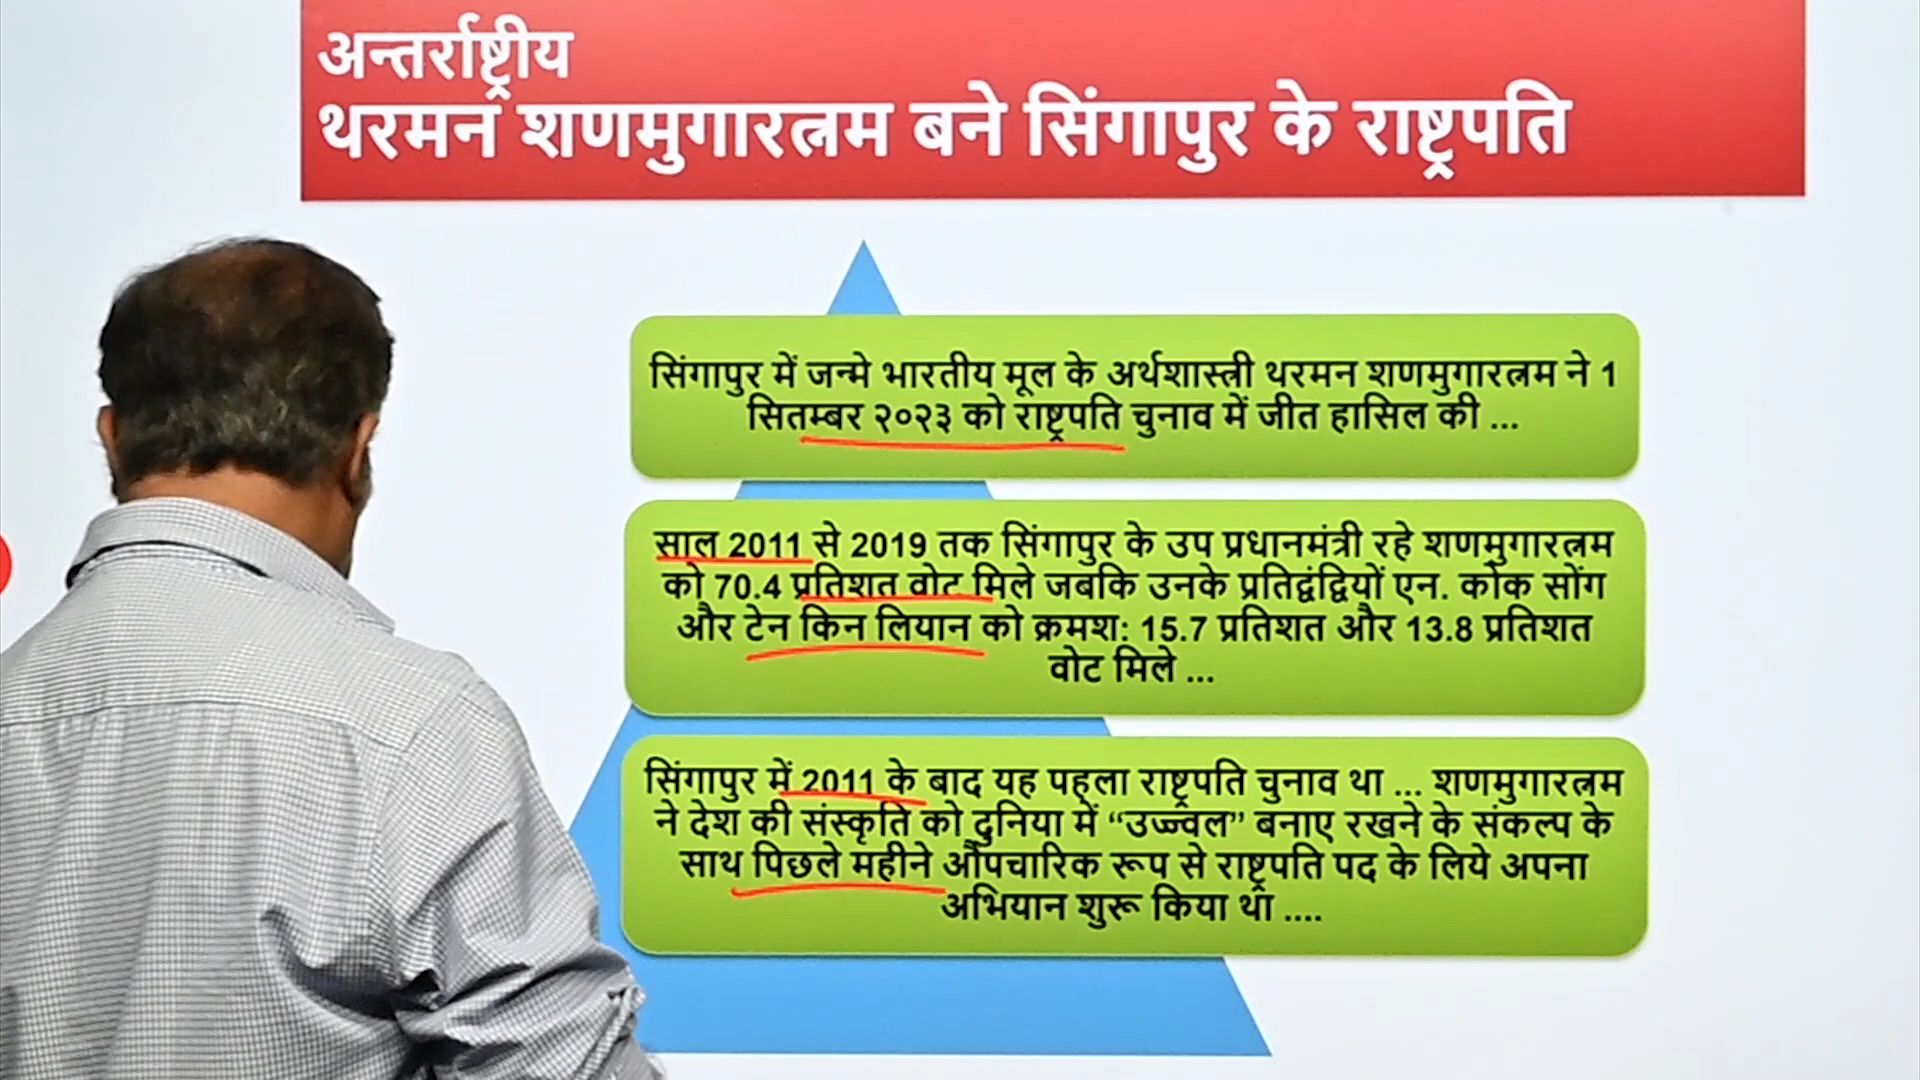 अन्तर्राष्ट्रीय
थरमन शणमुगारत्नम बने सिंगापुर के राष्ट्रपति
सिंगापुर में जन्मे भारतीय मूल के अर्थशास्त्री थरमन शणमुगारत्नम ने 1
सितम्बर २०२३ को राष्ट्रपति चुनाव में जीत हासिल की ...
साल 2011 से 2019 तक सिंगापुर के उप प्रधानमंत्री रहे शणमुगारत्नम
को 70.4 प्रतिशत वोट मिले जबकि उनके प्रतिद्वंद्वियों एन. कोक सोंग
और टेन किन लियान को क्रमश: 15.7 प्रतिशत और 13.8 प्रतिशत
वोट मिले ...
सिंगापुर में 2011 के बाद यह पहला राष्ट्रपति चुनाव था ... शणमुगारत्नम
ने देश की संस्कृति को दुनिया में “उज्ज्वल” बनाए रखने के संकल्प के
साथ पिछले महीने औपचारिक रूप से राष्ट्रपति पद के लिये अपना
अभियान शुरू किया था ....